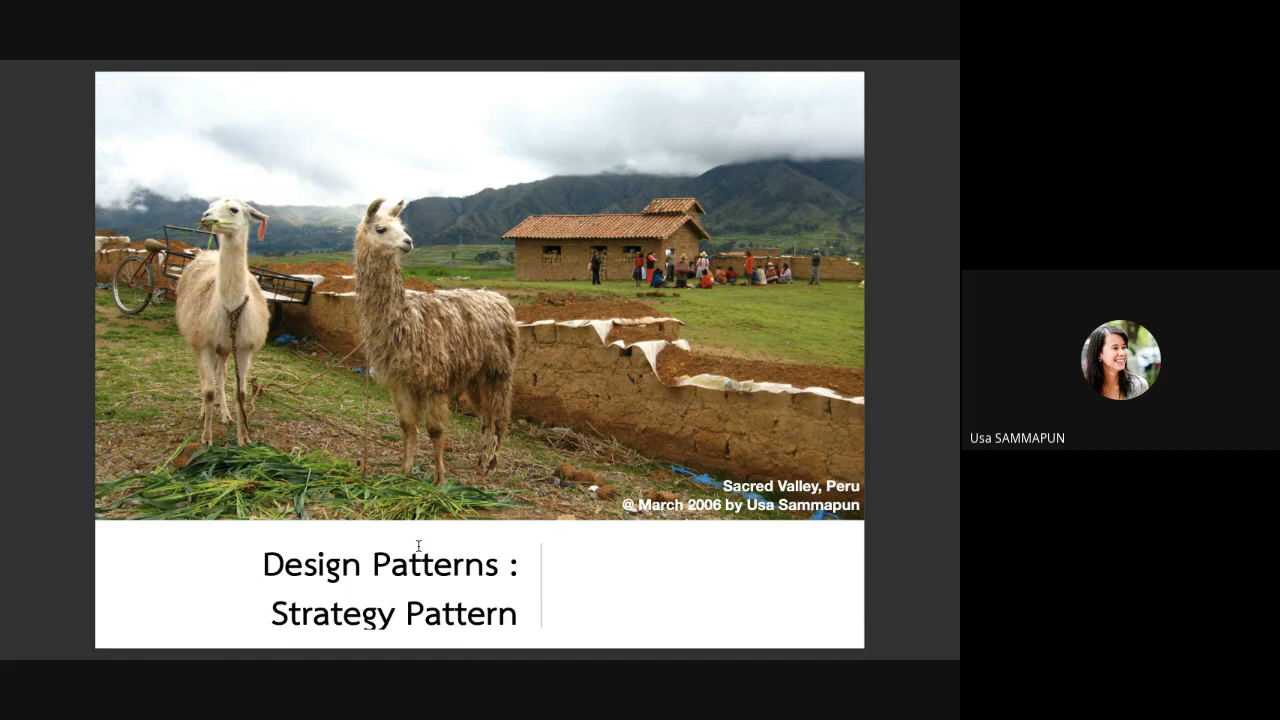 Sacred Valley, Peru
@ March 2006 by Usa Sammapun
Design Patterns :
Strategy Pattern
Usa SAMMAPUN